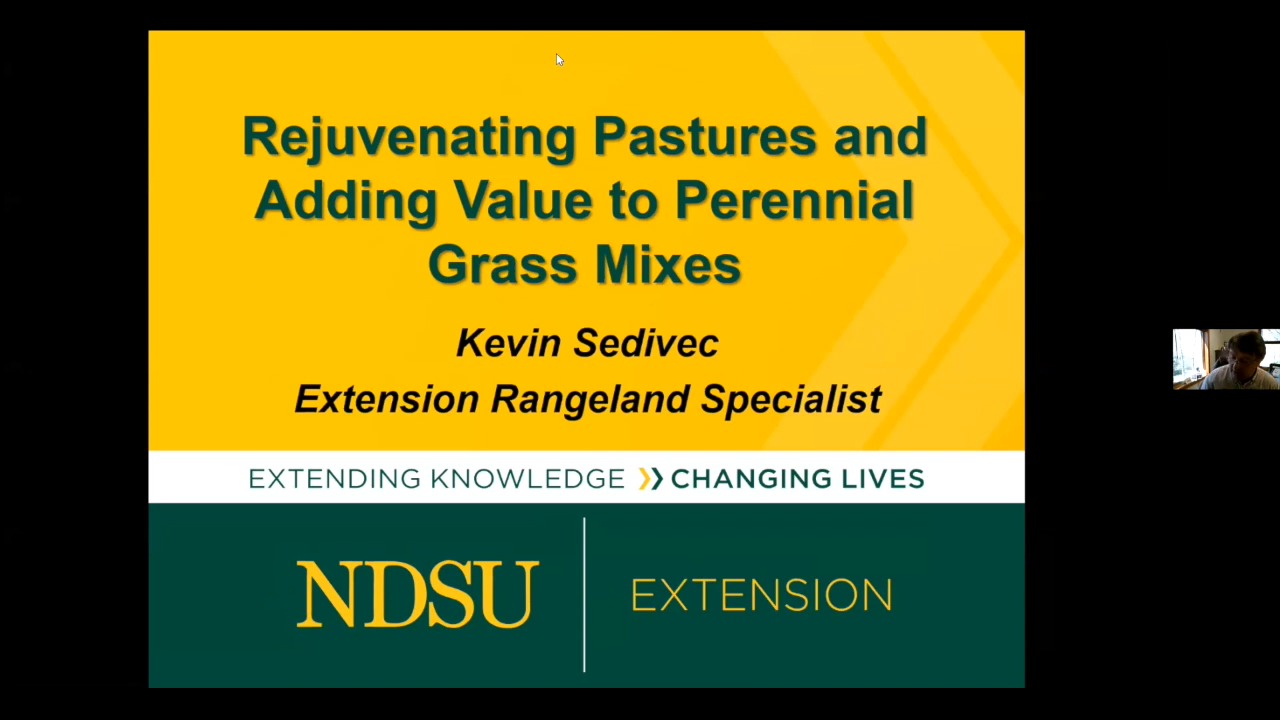 Rejuvenating Pastures and
Adding Value to Perennial
Grass Mixes
Kevin Sedivec
Extension Rangeland Specialist
EXTENDING KNOWLEDGE CHANGING LIVES
NDSU EXTENSION